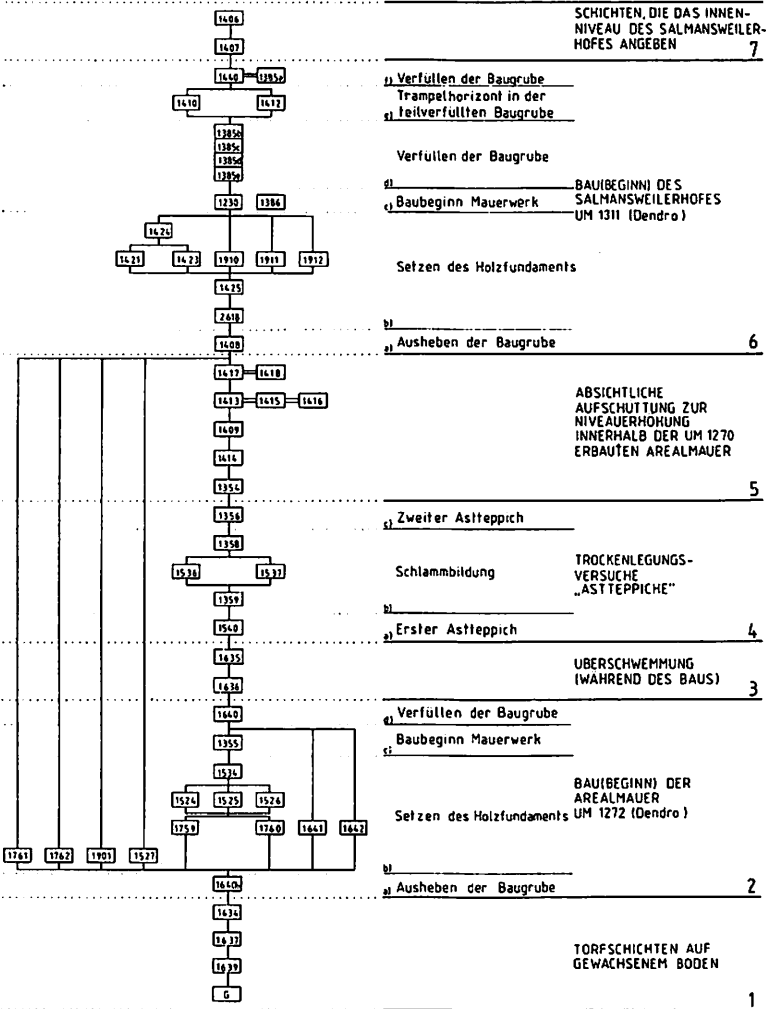 1406
SCHICHTEN, DIE DAS INNEN-
NIVEAU DES SALMANSWEILER-
HOFES ANGEBEN
7
1407
1440
f) Verfüllen der Baugrube
1410 1412
Trampelhorizont in der
e) teilverfüllten Baugrube
1385b
1385c
1385d
Verfüllen der Baugrube
d)
1230 1386
c) Baubeginn Mauerwerk
BAU(BEGINN) DES
SALMANSWEILERHOFES
UM 1311 (Dendro)
1424
1421 1423 1910 1911 1912
Setzen des Holzfundaments
1425
2618
b)
1408
a) Ausheben der Baugrube
6
1417 1418
1413 1415 1416
ABSICHTLICHE
AUFSCHUTTUNG ZUR
NIVEAUERHOHUNG
INNERHALB DER UM 1270
ERBAUTEN AREALMAUER
5
1409
1414
1354
1356
c) Zweiter Astteppich
1358
1536 1537
Schlammbildung
TROCKENLEGUNGS-
VERSUCHE
„ASTTEPPICHE"
4
1359
b)
1540
a) Erster Astteppich
1635
UBERSCHWEMMUNG
(WAHREND DES BAUS)
3
1636
1640
d) Verfüllen der Baugrube
1355
Baubeginn Mauerwerk
c)
1534
1524 1525 1526
BAU(BEGINN) DER
AREALMAUER
UM 1272 (Dendro)
1759 1760 1641 1642
Setzen des Holzfundaments
1761 1762 1901 1527
b)
a) Ausheben der Baugrube
2
1634
1637
1639
TORFSCHICHTEN AUF
GEWACHSENEM BODEN
G
1